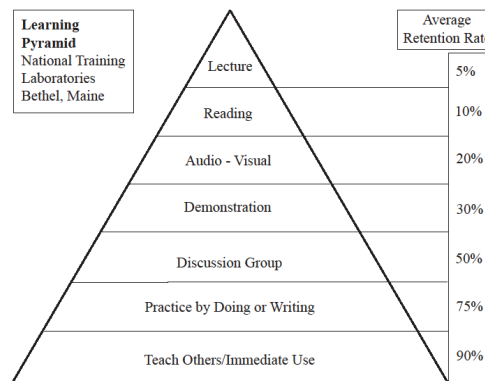 Learning
Pyramid
National Training
Laboratories
Bethel, Maine
Average
Retention Rate
Lecture
5%
Reading
10%
Audio - Visual
20%
Demonstration
30%
Discussion Group
50%
Practice by Doing or Writing
75%
Teach Others/Immediate Use
90%